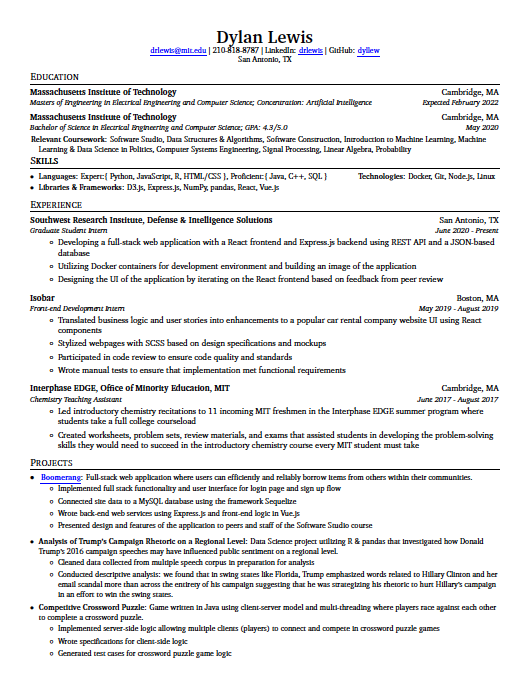 Dylan Lewis
drlewis@mit.edu | 210-818-8787 | LinkedIn: drlewis | GitHub: dyllew
San Antonio, TX
EDUCATION
Massachusetts Institute of Technology Cambridge, MA
Masters of Engineering in Electrical Engineering and Computer Science; Concentration: Artificial Intelligence Expected February 2022
Massachusetts Institute of Technology Cambridge, MA
Bachelor of Science in Electrical Engineering and Computer Science; GPA: 4.3/5.0 May 2020
Relevant Coursework: Software Studio, Data Structures & Algorithms, Software Construction, Introduction to Machine Learning, Machine
Learning & Data Science in Politics, Computer Systems Engineering, Signal Processing, Linear Algebra, Probability
SKILLS
• Languages: Expert:{ Python, JavaScript, R, HTML/CSS }, Proficient:{ Java, C++, SQL } Technologies: Docker, Git, Node.js, Linux
• Libraries & Frameworks: D3.js, Express.js, NumPy, pandas, React, Vue.js
EXPERIENCE
Southwest Research Institute, Defense & Intelligence Solutions San Antonio, TX
Graduate Student Intern June 2020 - Present
◦ Developing a full-stack web application with a React frontend and Express.js backend using REST API and a JSON-based
database
◦ Utilizing Docker containers for development environment and building an image of the application
◦ Designing the UI of the application by iterating on the React frontend based on feedback from peer review
Isobar Boston, MA
Front-end Development Intern May 2019 - August 2019
◦ Translated business logic and user stories into enhancements to a popular car rental company website UI using React
components
◦ Stylized webpages with SCSS based on design specifications and mockups
◦ Participated in code review to ensure code quality and standards
◦ Wrote manual tests to ensure that implementation met functional requirements
Interphase EDGE, Office of Minority Education, MIT Cambridge, MA
Chemistry Teaching Assistant June 2017 - August 2017
◦ Led introductory chemistry recitations to 11 incoming MIT freshmen in the Interphase EDGE summer program where
students take a full college courseload
◦ Created worksheets, problem sets, review materials, and exams that assisted students in developing the problem-solving
skills they would need to succeed in the introductory chemistry course every MIT student must take
PROJECTS
• Boomerang: Full-stack web application where users can efficiently and reliably borrow items from others within their communities.
◦ Implemented full stack functionality and user interface for login page and sign up flow
◦ Connected site data to a MySQL database using the framework Sequelize
◦ Wrote back-end web services using Express.js and front-end logic in Vue.js
◦ Presented design and features of the application to peers and staff of the Software Studio course
• Analysis of Trump's Campaign Rhetoric on a Regional Level: Data Science project utilizing R & pandas that investigated how Donald
Trump's 2016 campaign speeches may have influenced public sentiment on a regional level.
◦ Cleaned data collected from multiple speech corpus in preparation for analysis
◦ Conducted descriptive analysis: we found that in swing states like Florida, Trump emphasized words related to Hillary Clinton and her
email scandal more than across the entirety of his campaign suggesting that he was strategizing his rhetoric to hurt Hillary's campaign
in an effort to win the swing states.
• Competitive Crossword Puzzle: Game written in Java using client-server model and multi-threading where players race against each other
to complete a crossword puzzle.
◦ Implemented server-side logic allowing multiple clients (players) to connect and compete in crossword puzzle games
◦ Wrote specifications for client-side logic
◦ Generated test cases for crossword puzzle game logic